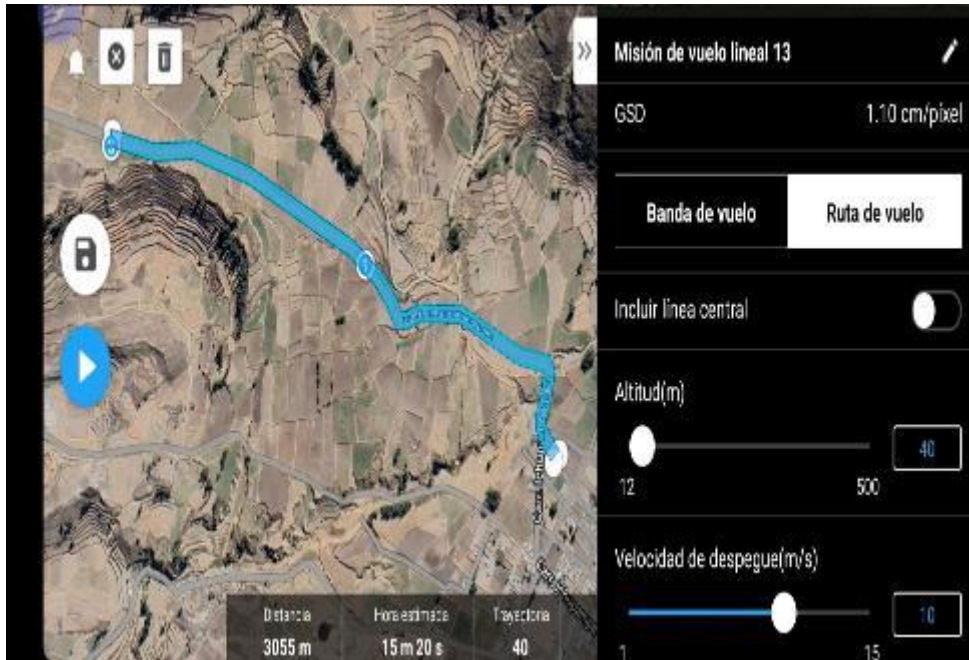 Misión de vuelo lineal 13
GSD 1.10 cm/pixel
Banda de vuelo Ruta de vuelo
Incluir línea central
Altitud(m)
40
12 500
Velocidad de despegue(m/s)
10
1 15
Distancia Hora estimada Trayectoria
3055 m 15 m 20 s 40